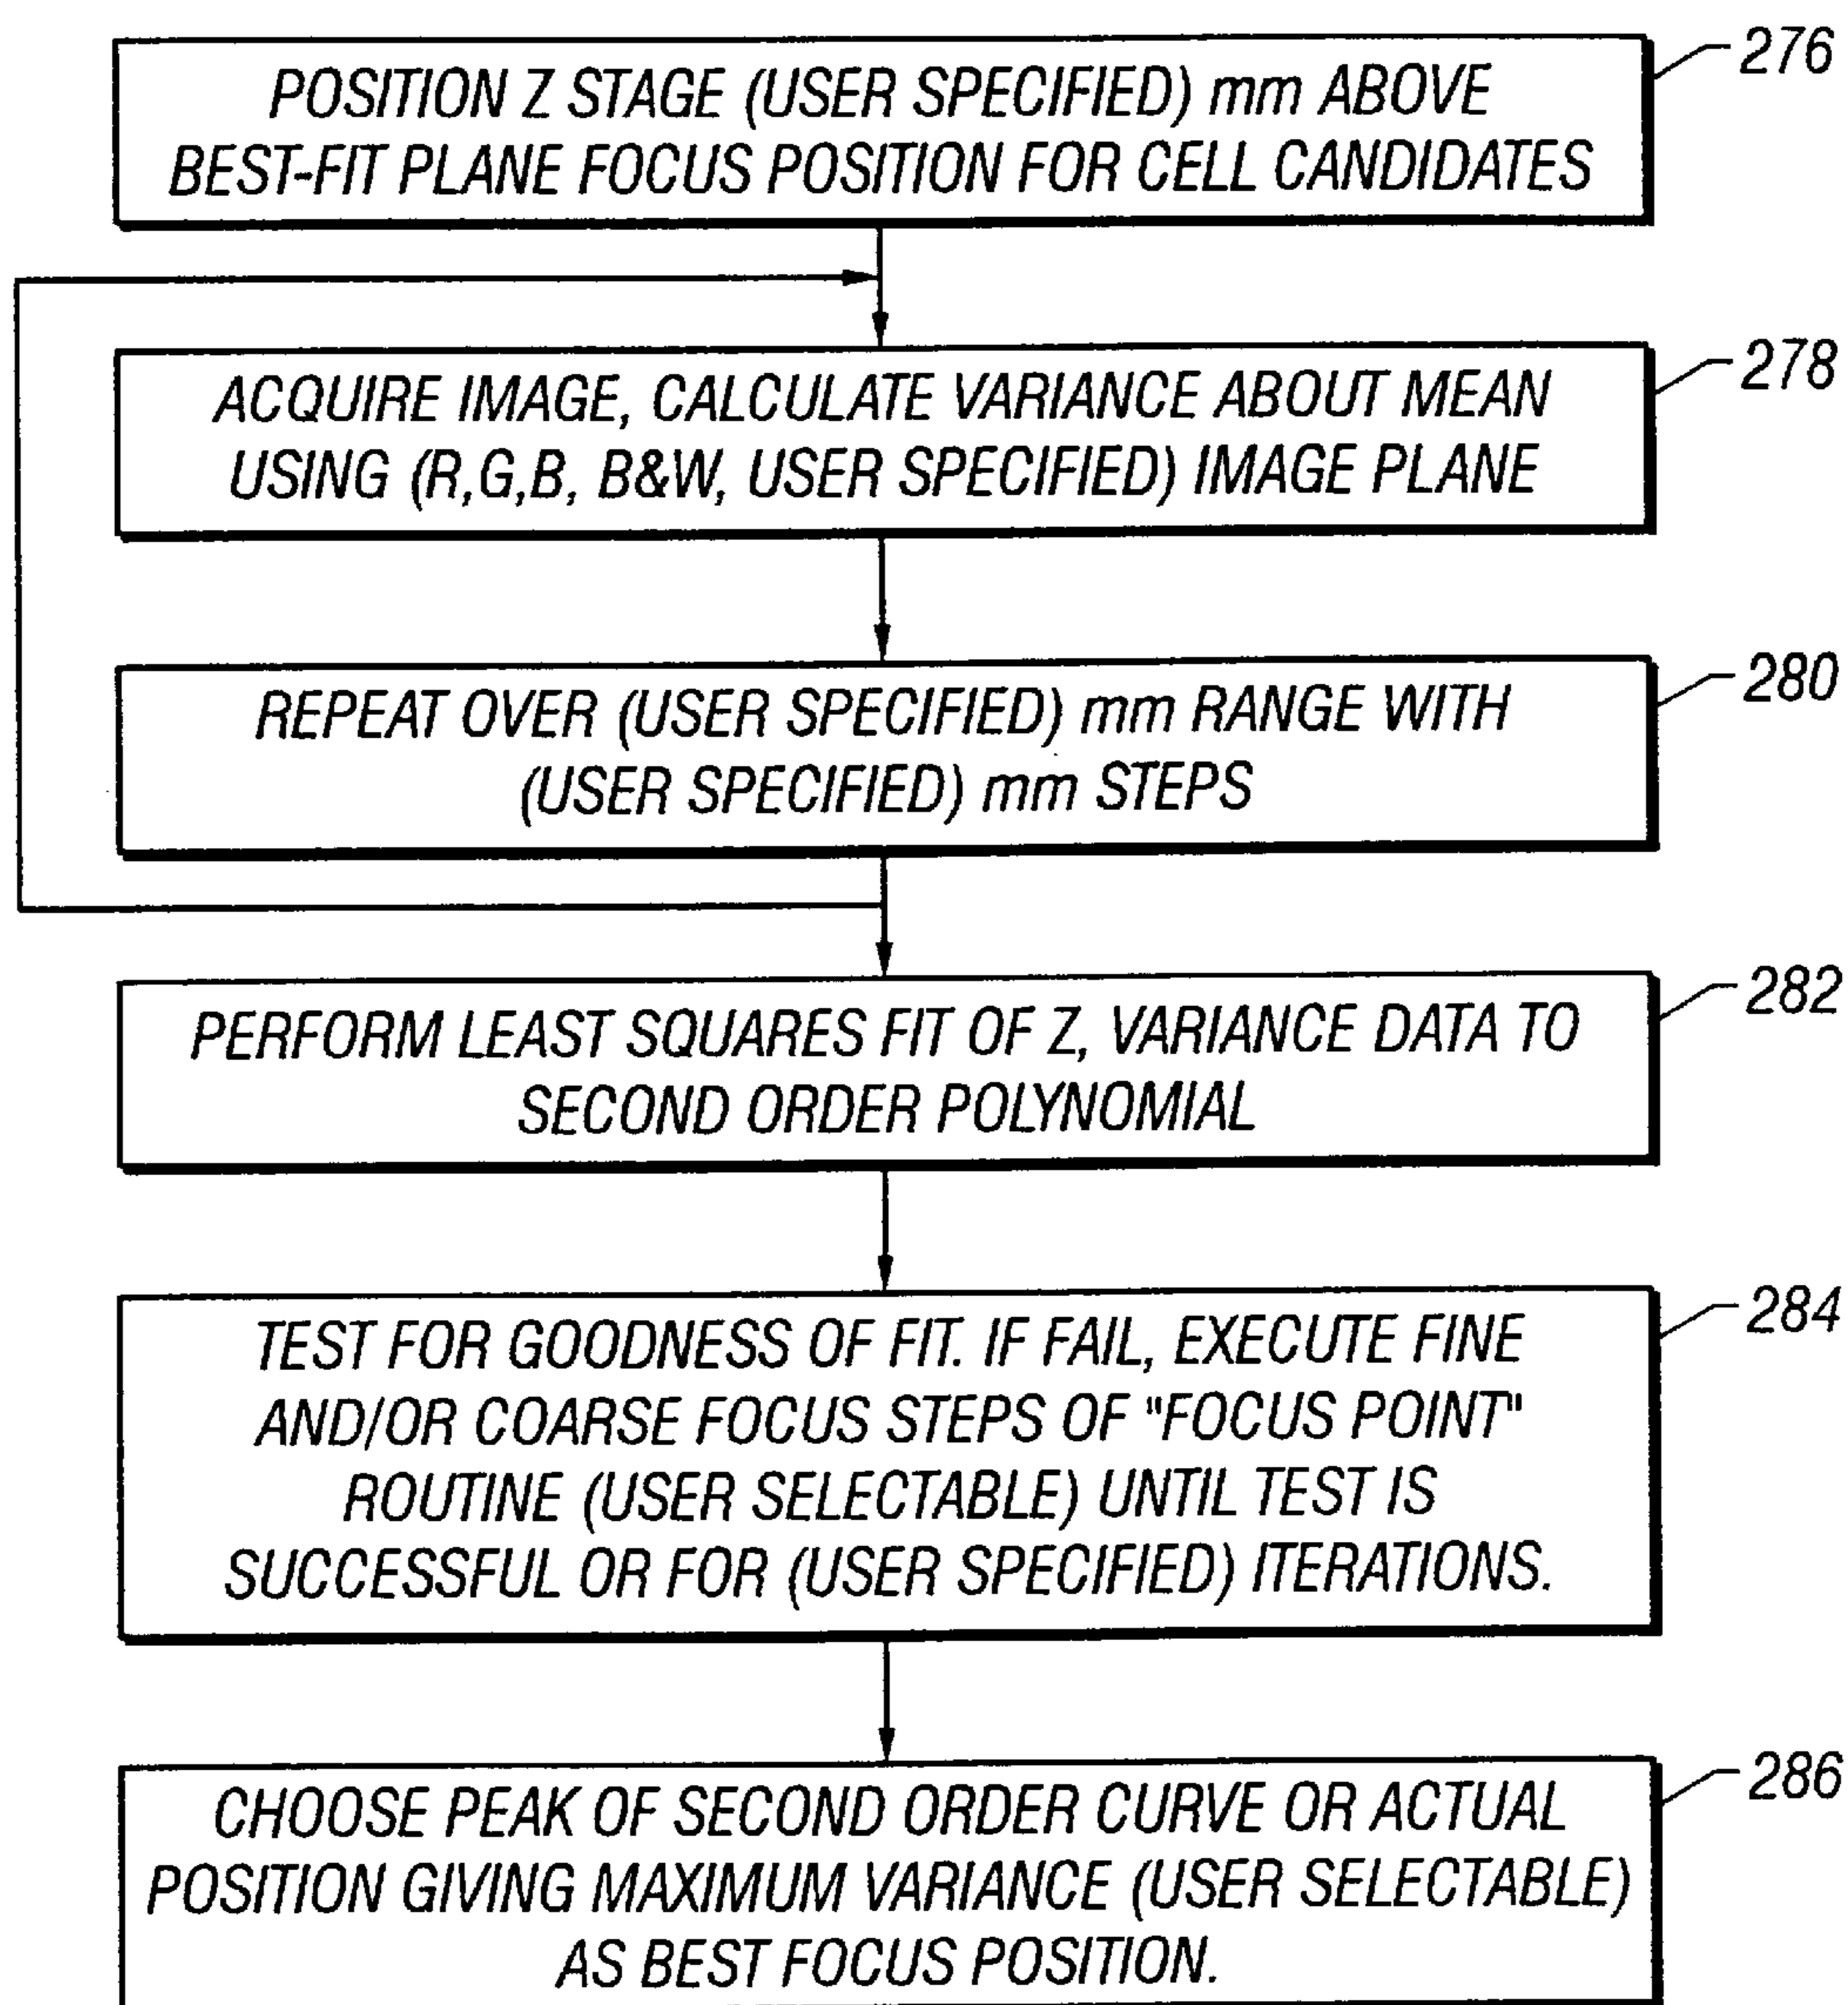 POSITION Z STAGE (USER SPECIFIED) mm ABOVE
BEST-FIT PLANE FOCUS POSITION FOR CELL CANDIDATES
276
ACQUIRE IMAGE, CALCULATE VARIANCE ABOUT MEAN
USING (R,G,B, B&W, USER SPECIFIED) IMAGE PLANE
278
REPEAT OVER (USER SPECIFIED) mm RANGE WITH
(USER SPECIFIED) mm STEPS
280
PERFORM LEAST SQUARES FIT OF Z, VARIANCE DATA TO
SECOND ORDER POLYNOMIAL
282
TEST FOR GOODNESS OF FIT. IF FAIL, EXECUTE FINE
AND/OR COARSE FOCUS STEPS OF "FOCUS POINT"
ROUTINE (USER SELECTABLE) UNTIL TEST IS
SUCCESSFUL OR FOR (USER SPECIFIED) ITERATIONS.
284
CHOOSE PEAK OF SECOND ORDER CURVE OR ACTUAL
POSITION GIVING MAXIMUM VARIANCE (USER SELECTABLE)
AS BEST FOCUS POSITION.
286